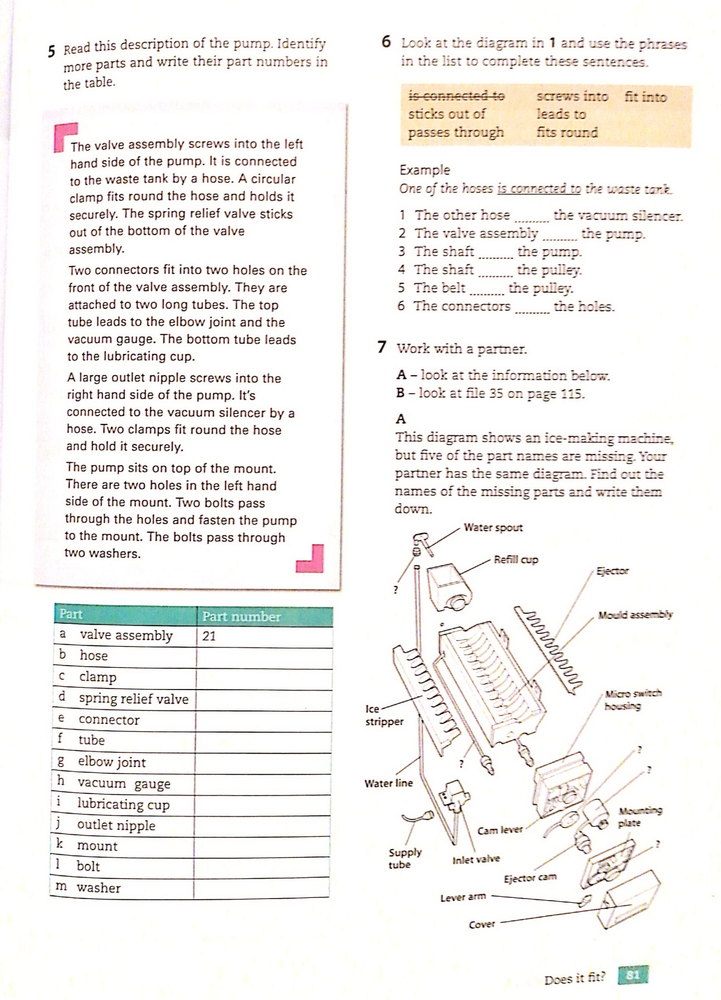 5 Read this description of the pump. Identify
more parts and write their part numbers in
the table.
The valve assembly screws into the left
hand side of the pump. It is connected
to the waste tank by a hose. A circular
clamp fits round the hose and holds it
securely. The spring relief valve sticks
out of the bottom of the valve
assembly.
Two connectors fit into two holes on the
front of the valve assembly. They are
attached to two long tubes. The top
tube leads to the elbow joint and the
vacuum gauge. The bottom tube leads
to the lubricating cup.
A large outlet nipple screws into the
right hand side of the pump. It's
connected to the vacuum silencer by a
hose. Two clamps fit round the hose
and hold it securely.
The pump sits on top of the mount.
There are two holes in the left hand
side of the mount. Two bolts pass
through the holes and fasten the pump
to the mount. The bolts pass through
two washers.
Part Part number
a valve assembly 21
b hose
c clamp
d spring relief valve
e connector
f tube
g elbow joint
h vacuum gauge
i lubricating cup
j outlet nipple
k mount
l bolt
m washer
6 Look at the diagram in 1 and use the phrases
in the list to complete these sentences.
is connected to screws into fit into
sticks out of leads to
passes through fits round
Example
One of the hoses is connected to the waste tank.
1 The other hose .......... the vacuum silencer.
2 The valve assembly .......... the pump.
3 The shaft .......... the pump.
4 The shaft .......... the pulley.
5 The belt .......... the pulley.
6 The connectors .......... the holes.
7 Work with a partner.
A – look at the information below.
B – look at file 35 on page 115.
A
This diagram shows an ice-making machine,
but five of the part names are missing. Your
partner has the same diagram. Find out the
names of the missing parts and write them
down.
Water spout
Refill cup
Ejector
?
Mould assembly
Micro switch
housing
Ice
stripper
?
?
?
Water line
Mounting
plate
Cam lever
?
Supply
tube
Inlet valve
Ejector cam
Lever arm
Cover
Does it fit? 81